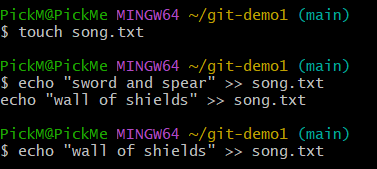 PickM@PickMe MINGW64 ~/git-demo1 (main)
$ touch song.txt
PickM@PickMe MINGW64 ~/git-demo1 (main)
$ echo "sword and spear" >> song.txt
echo "wall of shields" >> song.txt
PickM@PickMe MINGW64 ~/git-demo1 (main)
$ echo "wall of shields" >> song.txt